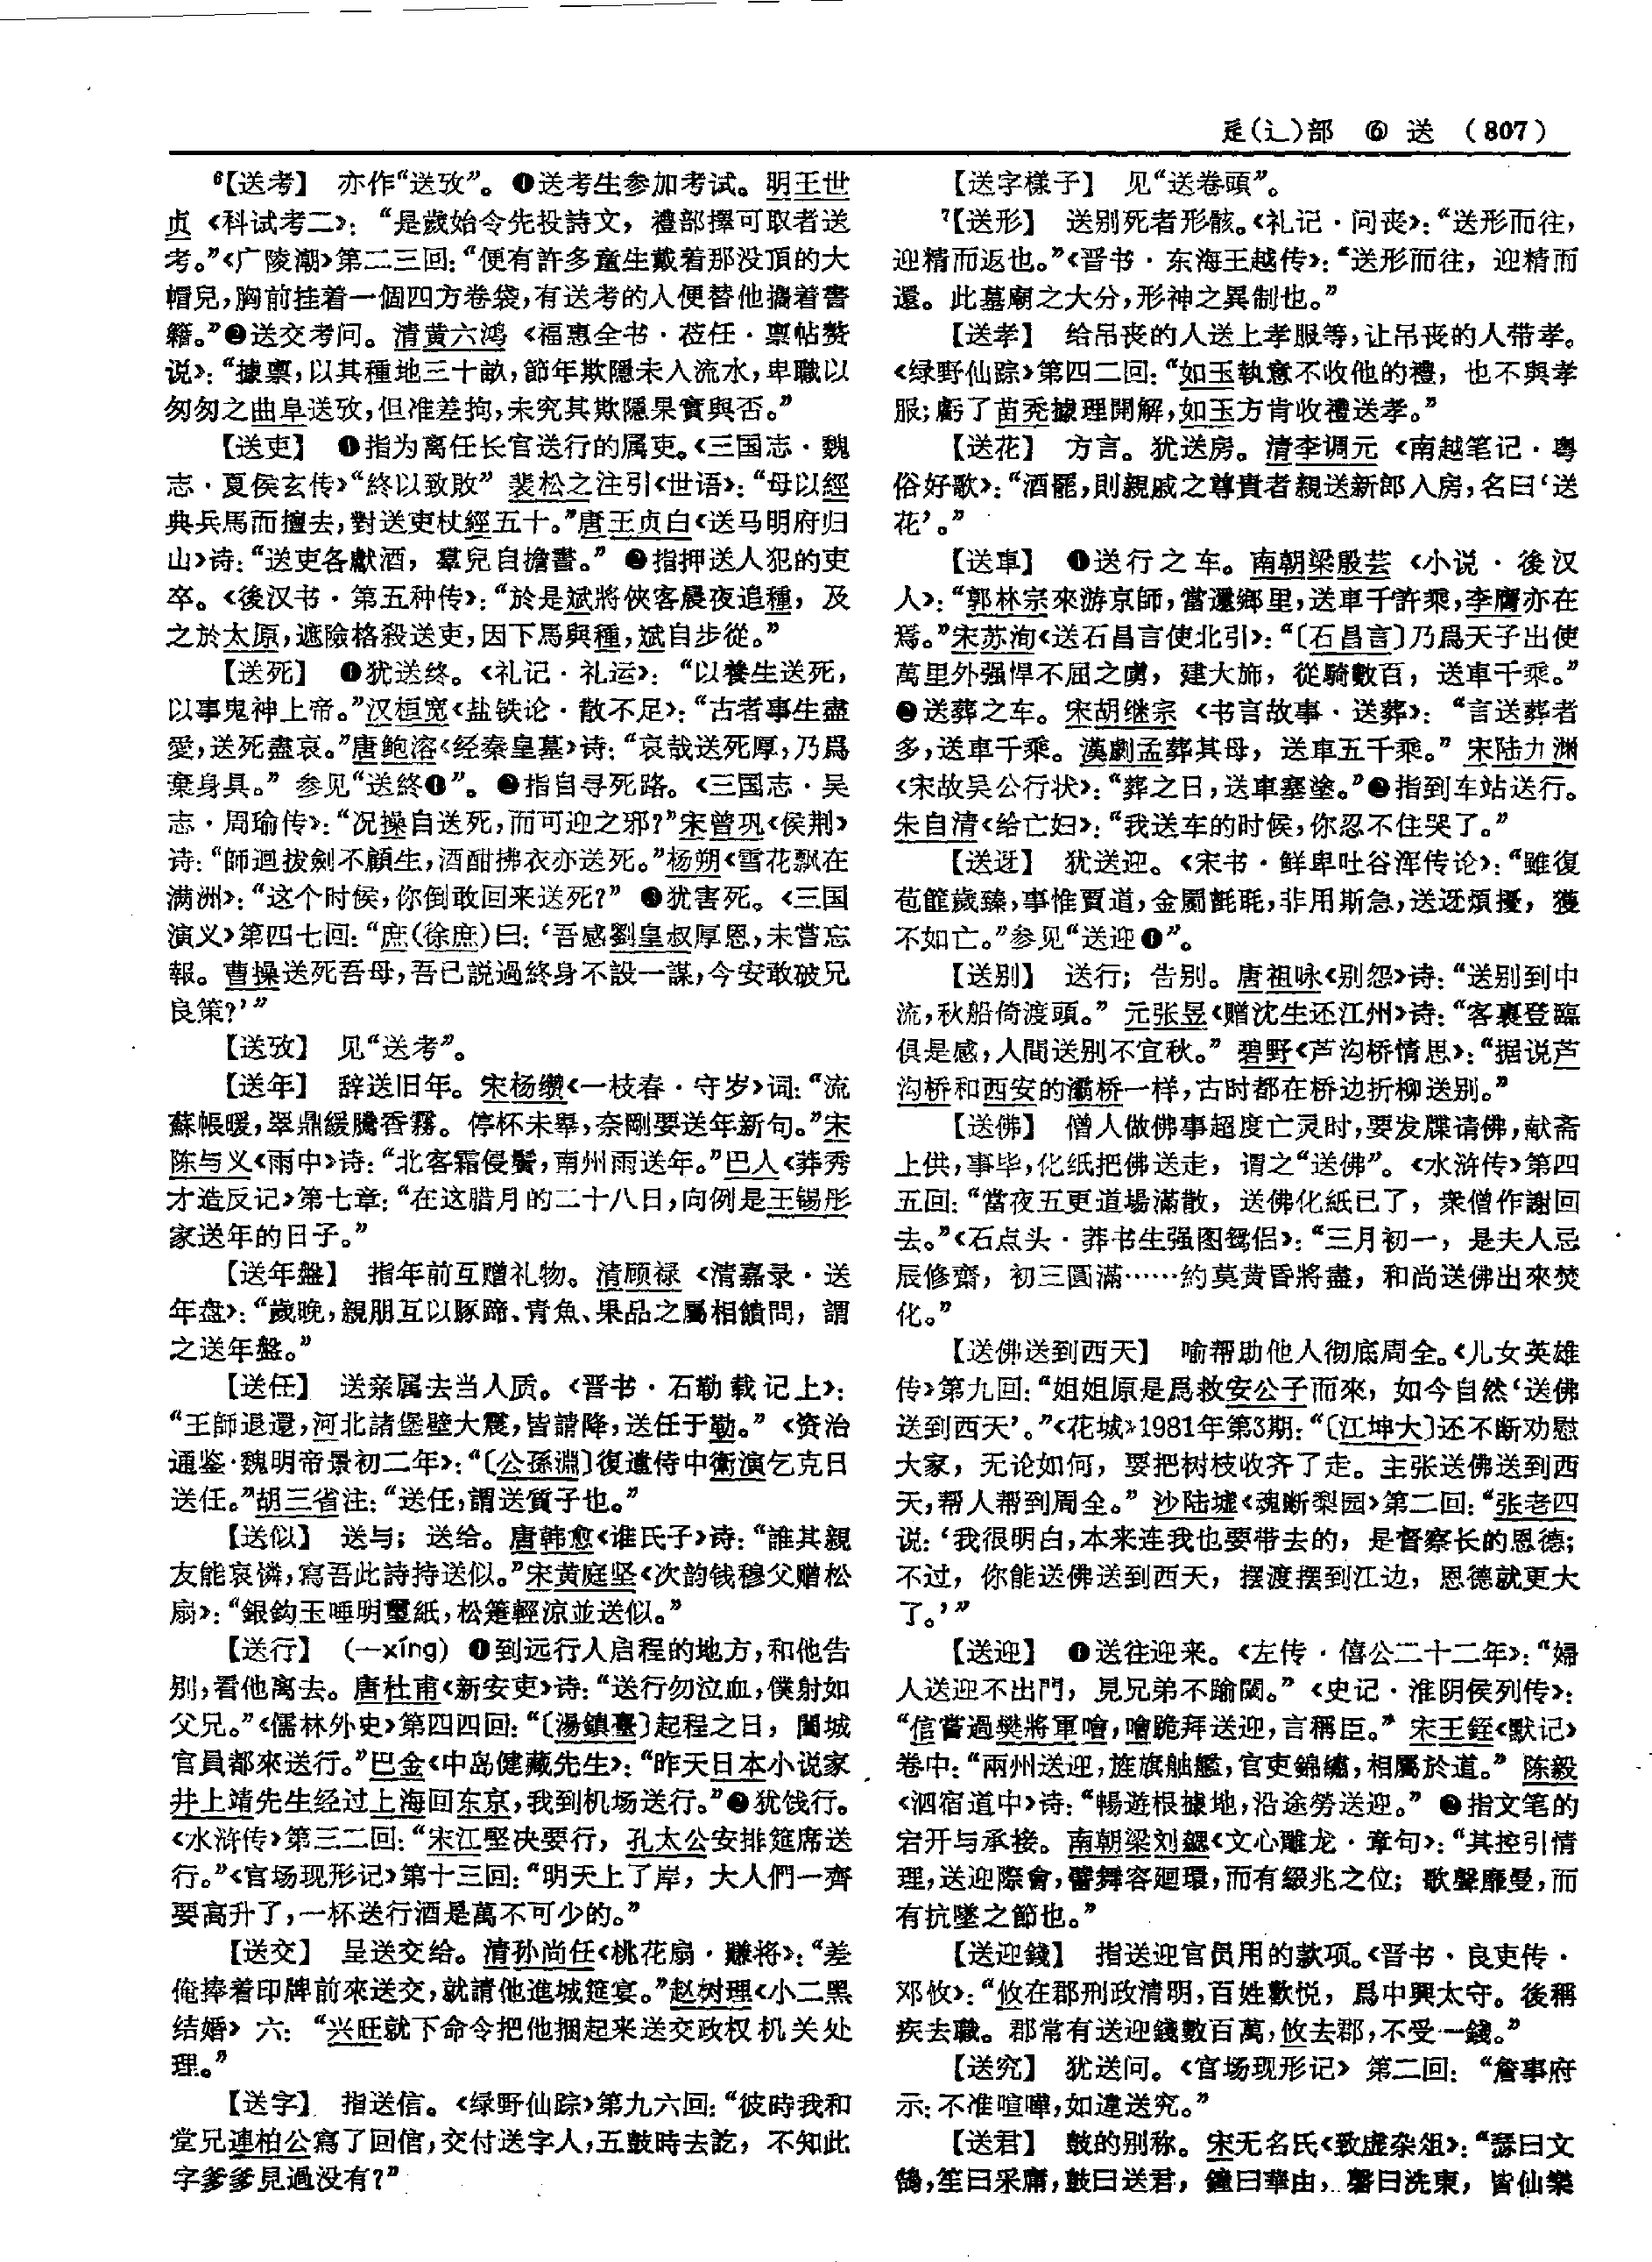 辵(辶)部 ⑥ 送 (807)
⁶【送考】 亦作“送攷”。❶送考生参加考试。明王世
贞《科试考二》：“是歲始令先投詩文，禮部擇可取者送
考。”《广陵潮》第二三回：“便有許多童生戴着那没頂的大
帽兒，胸前挂着一個四方卷袋，有送考的人便替他攜着書
籍。”❷送交考问。清黄六鸿《福惠全书·莅任·禀帖赘
说》：“據禀，以其種地三十畝，節年欺隱未入流水，卑職以
匆匆之曲阜送攷，但准差拘，未究其欺隱果實與否。”
【送吏】 ❶指为离任长官送行的属吏。《三国志·魏
志·夏侯玄传》“終以致敗” 裴松之注引《世语》：“母以經
典兵馬而擅去，對送吏杖經五十。”唐王贞白《送马明府归
山》诗：“送吏各獻酒，羣兒自擔書。” ❷指押送人犯的吏
卒。《後汉书·第五种传》：“於是斌將俠客晨夜追種，及
之於太原，遮險格殺送吏，因下馬與種，斌自步從。”
【送死】 ❶犹送终。《礼记·礼运》：“以養生送死，
以事鬼神上帝。”汉桓宽《盐铁论·散不足》：“古者事生盡
愛，送死盡哀。”唐鲍溶《经秦皇墓》诗：“哀哉送死厚，乃爲
棄身具。” 参见“送終❶”。❷指自寻死路。《三国志·吴
志·周瑜传》：“况操自送死，而可迎之邪？”宋曾巩《侯荆》
诗：“師迴拔劍不顧生，酒酣拂衣亦送死。”杨朔《雪花飘在
满洲》：“这个时候，你倒敢回来送死？” ❸犹害死。《三国
演义》第四七回：“庶（徐庶）曰：‘吾感劉皇叔厚恩，未嘗忘
報。曹操送死吾母，吾已説過終身不設一謀，今安敢破兄
良策？’”
【送攷】 见“送考”。
【送年】 辞送旧年。宋杨缵《一枝春·守岁》词：“流
蘇帳暖，翠鼎緩騰香霧。停杯未舉，奈剛要送年新句。”宋
陈与义《雨中》诗：“北客霜侵鬢，南州雨送年。”巴人《莽秀
才造反记》第七章：“在这腊月的二十八日，向例是王锡彤
家送年的日子。”
【送年盤】 指年前互赠礼物。清顾禄《清嘉录·送
年盘》：“歲晚，親朋互以豚蹄、青魚、果品之屬相饋問，謂
之送年盤。”
【送任】 送亲属去当人质。《晋书·石勒载记上》：
“王師退還，河北諸堡壁大震，皆請降，送任于勒。”《资治
通鉴·魏明帝景初二年》：“〔公孫淵〕復遣侍中衛演乞克日
送任。”胡三省注：“送任，謂送質子也。”
【送似】 送与；送给。唐韩愈《谁氏子》诗：“誰其親
友能哀憐，寫吾此詩持送似。”宋黄庭坚《次韵钱穆父赠松
扇》：“銀鈎玉唾明蠒紙，松箑輕涼並送似。”
【送行】 (—xíng) ❶到远行人启程的地方，和他告
别，看他离去。唐杜甫《新安吏》诗：“送行勿泣血，僕射如
父兄。”《儒林外史》第四四回：“〔湯鎮臺〕起程之日，闔城
官員都來送行。”巴金《中岛健藏先生》：“昨天日本小说家
井上靖先生经过上海回东京，我到机场送行。”❷犹饯行。
《水浒传》第三二回：“宋江堅决要行，孔太公安排筵席送
行。”《官场现形记》第十三回：“明天上了岸，大人們一齊
要高升了，一杯送行酒是萬不可少的。”
【送交】 呈送交给。清孙尚任《桃花扇·赚将》：“差
俺捧着印牌前來送交，就請他進城筵宴。”赵树理《小二黑
结婚》六：“兴旺就下命令把他捆起来送交政权机关处
理。”
【送字】 指送信。《绿野仙踪》第九六回：“彼時我和
堂兄連柏公寫了回信，交付送字人，五鼓時去訖，不知此
字爹爹見過没有？”
【送字樣子】 见“送卷頭”。
⁷【送形】 送别死者形骸。《礼记·问丧》：“送形而往，
迎精而返也。”《晋书·东海王越传》：“送形而往，迎精而
還。此墓廟之大分，形神之異制也。”
【送孝】 给吊丧的人送上孝服等，让吊丧的人带孝。
《绿野仙踪》第四二回：“如玉執意不收他的禮，也不與孝
服；虧了苗秃據理開解，如玉方肯收禮送孝。”
【送花】 方言。犹送房。清李调元《南越笔记·粤
俗好歌》：“酒罷，則親戚之尊貴者親送新郎入房，名曰‘送
花’。”
【送車】 ❶送行之车。南朝梁殷芸《小说·後汉
人》：“郭林宗來游京師，當還鄉里，送車千許乘，李膺亦在
焉。”宋苏洵《送石昌言使北引》：“〔石昌言〕乃爲天子出使
萬里外强悍不屈之虜，建大旆，從騎數百，送車千乘。”
❷送葬之车。宋胡继宗《书言故事·送葬》：“言送葬者
多，送車千乘。漢劇孟葬其母，送車五千乘。” 宋陆九渊
《宋故吴公行状》：“葬之日，送車塞塗。”❸指到车站送行。
朱自清《给亡妇》：“我送车的时候，你忍不住哭了。”
【送迓】 犹送迎。《宋书·鲜卑吐谷浑传论》：“雖復
苞篚歲臻，事惟賈道，金罽氈毦，非用斯急，送迓煩擾，獲
不如亡。”参见“送迎❶”。
【送别】 送行；告别。唐祖咏《别怨》诗：“送别到中
流，秋船倚渡頭。” 元张昱《赠沈生还江州》诗：“客裏登臨
俱是感，人間送别不宜秋。” 碧野《芦沟桥情思》：“据说芦
沟桥和西安的灞桥一样，古时都在桥边折柳送别。”
【送佛】 僧人做佛事超度亡灵时，要发牒请佛，献斋
上供，事毕，化纸把佛送走，谓之“送佛”。《水浒传》第四
五回：“當夜五更道場滿散，送佛化紙已了，衆僧作謝回
去。”《石点头·莽书生强图鸳侣》：“三月初一，是夫人忌
辰修齋，初三圓滿……約莫黄昏將盡，和尚送佛出來焚
化。”
【送佛送到西天】 喻帮助他人彻底周全。《儿女英雄
传》第九回：“姐姐原是爲救安公子而來，如今自然‘送佛
送到西天’。”《花城》1981年第3期：“〔江坤大〕还不断劝慰
大家，无论如何，要把树枝收齐了走。主张送佛送到西
天，帮人帮到周全。” 沙陆墟《魂断梨园》第二回：“张老四
说：‘我很明白，本来连我也要带去的，是督察长的恩德；
不过，你能送佛送到西天，摆渡摆到江边，恩德就更大
了。’”
【送迎】 ❶送往迎来。《左传·僖公二十二年》：“婦
人送迎不出門，見兄弟不踰閾。”《史记·淮阴侯列传》：
“信嘗過樊將軍噲，噲跪拜送迎，言稱臣。” 宋王銍《默记》
卷中：“兩州送迎，旌旗舳艫，官吏錦繡，相屬於道。” 陈毅
《泗宿道中》诗：“暢遊根據地，沿途勞送迎。” ❷指文笔的
宕开与承接。南朝梁刘勰《文心雕龙·章句》：“其控引情
理，送迎際會，譬舞容迴環，而有綴兆之位；歌聲靡曼，而
有抗墜之節也。”
【送迎錢】 指送迎官员用的款项。《晋书·良吏传·
邓攸》：“攸在郡刑政清明，百姓歡悦，爲中興太守。後稱
疾去職。郡常有送迎錢數百萬，攸去郡，不受一錢。”
【送究】 犹送问。《官场现形记》第二回：“詹事府
示：不准喧嘩，如違送究。”
【送君】 鼓的别称。宋无名氏《致虚杂俎》：“瑟曰文
鵠，笙曰采庸，鼓曰送君，鐘曰華由，磬曰洗東，皆仙樂